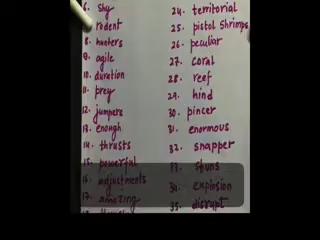 6. shy
7. rodent
8. hunters
9. agile
10. duration
11. prey
12. jumpers
13. enough
14. thrusts
15. powerful
16. adjustments
17. amazing
24. territorial
25. pistol Shrimps
26. peculiar
27. coral
28. reef
29. hind
30. pincer
31. enormous
32. snapper
33. stuns
34. explosion
35. disrupt